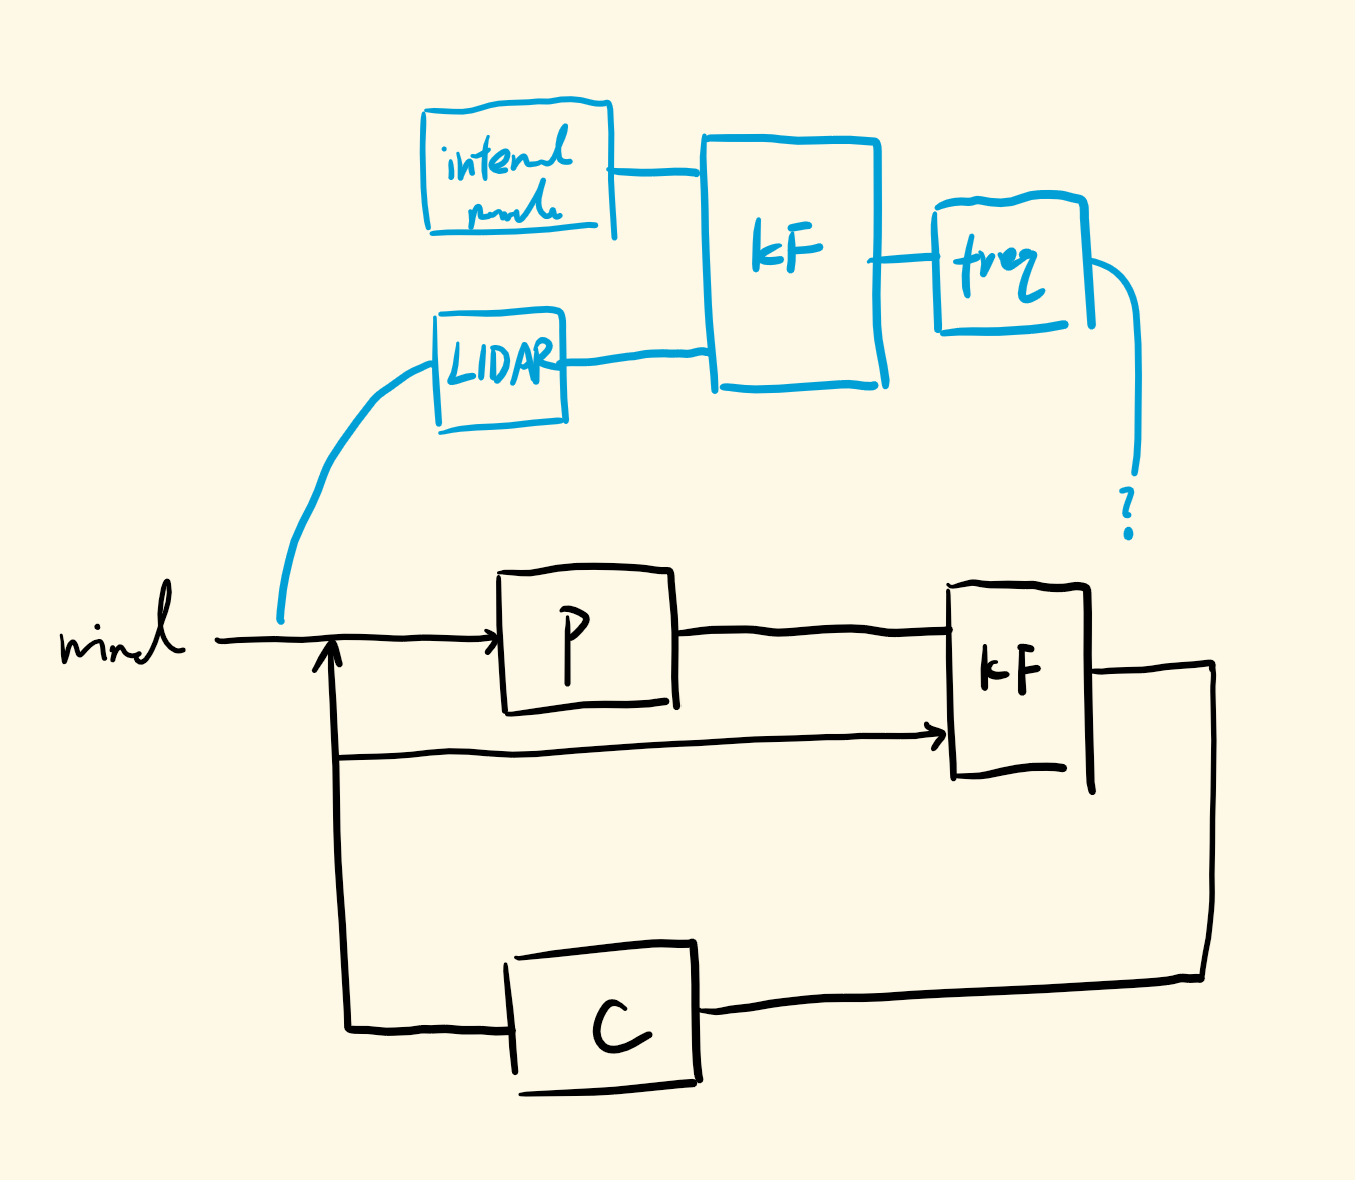 internal
KF
freq
LIDAR
?
wind
P
KF
C